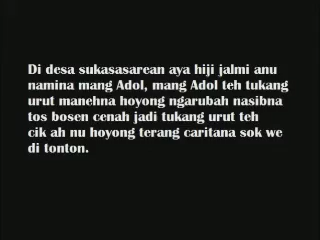 Di desa sukasasarean aya hiji jalmi anu
namina mang Adol, mang Adol teh tukang
urut manehna hoyong ngarubah nasibna
tos bosen cenah jadi tukang urut teh
cik ah nu hoyong terang caritana sok we
di tonton.